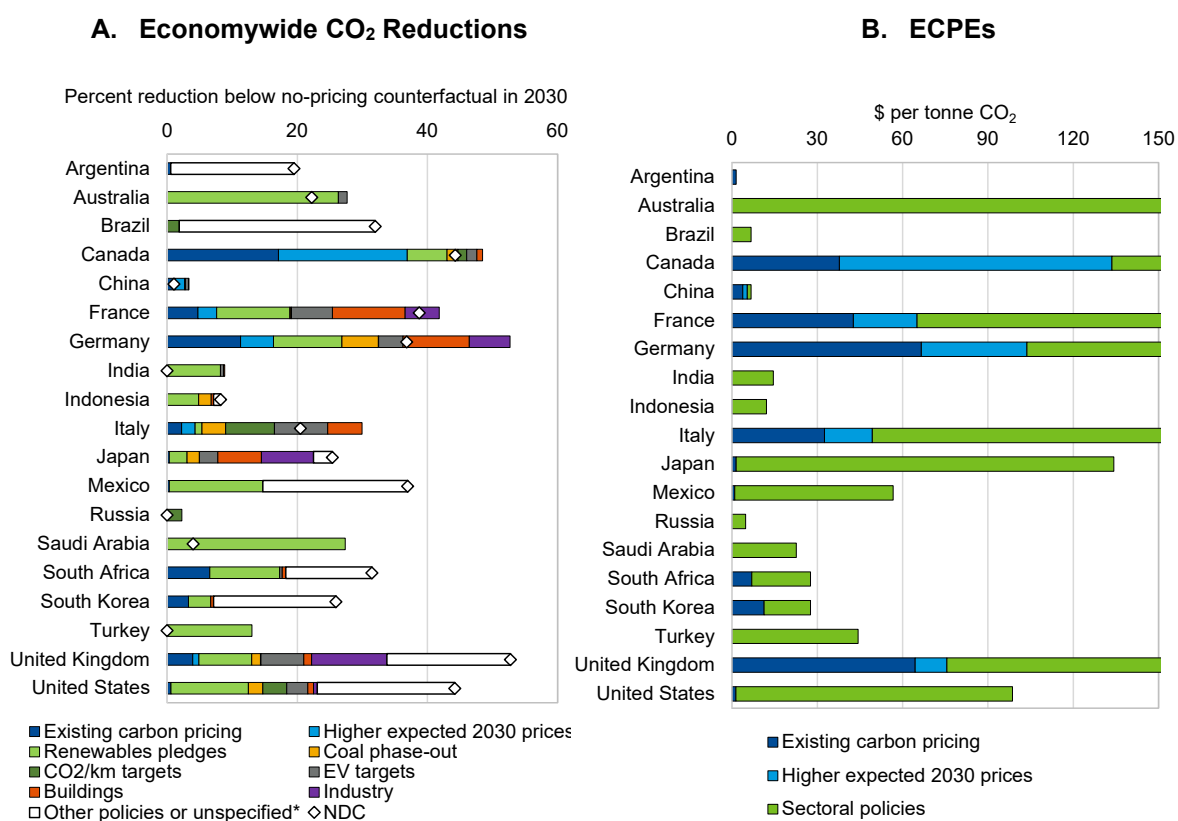 A. Economywide CO₂ Reductions
Percent reduction below no-pricing counterfactual in 2030
0 20 40 60
Argentina
Australia
Brazil
Canada
China
France
Germany
India
Indonesia
Italy
Japan
Mexico
Russia
Saudi Arabia
South Africa
South Korea
Turkey
United Kingdom
United States
Existing carbon pricing
Higher expected 2030 prices
Renewables pledges
Coal phase-out
CO2/km targets
EV targets
Buildings
Industry
Other policies or unspecified*
NDC
B. ECPEs
$ per tonne CO₂
0 30 60 90 120 150
Argentina
Australia
Brazil
Canada
China
France
Germany
India
Indonesia
Italy
Japan
Mexico
Russia
Saudi Arabia
South Africa
South Korea
Turkey
United Kingdom
United States
Existing carbon pricing
Higher expected 2030 prices
Sectoral policies